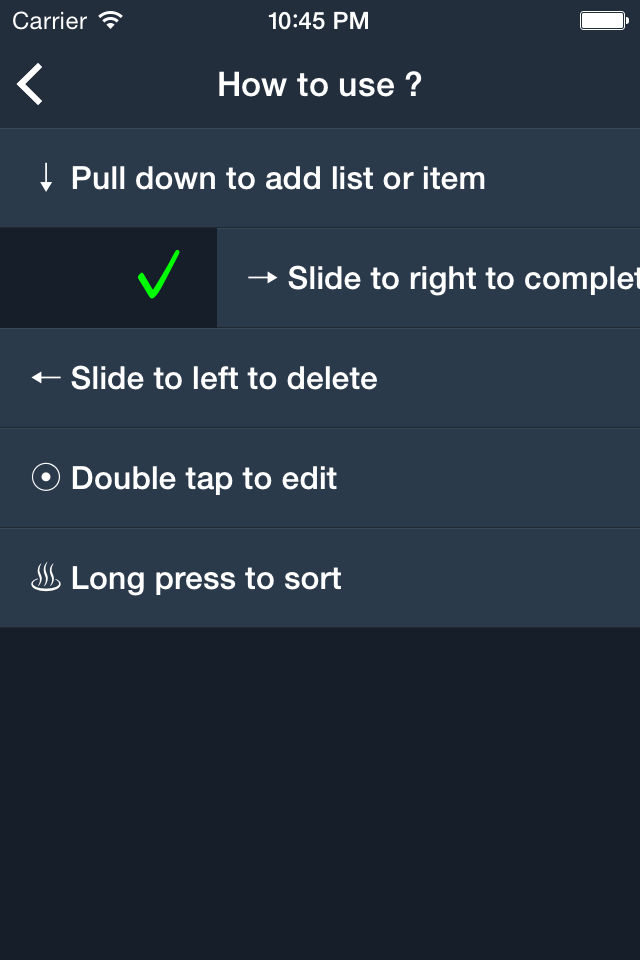 Carrier 10:45 PM
How to use ?
↓ Pull down to add list or item
→ Slide to right to complet
← Slide to left to delete
☉ Double tap to edit
♨ Long press to sort